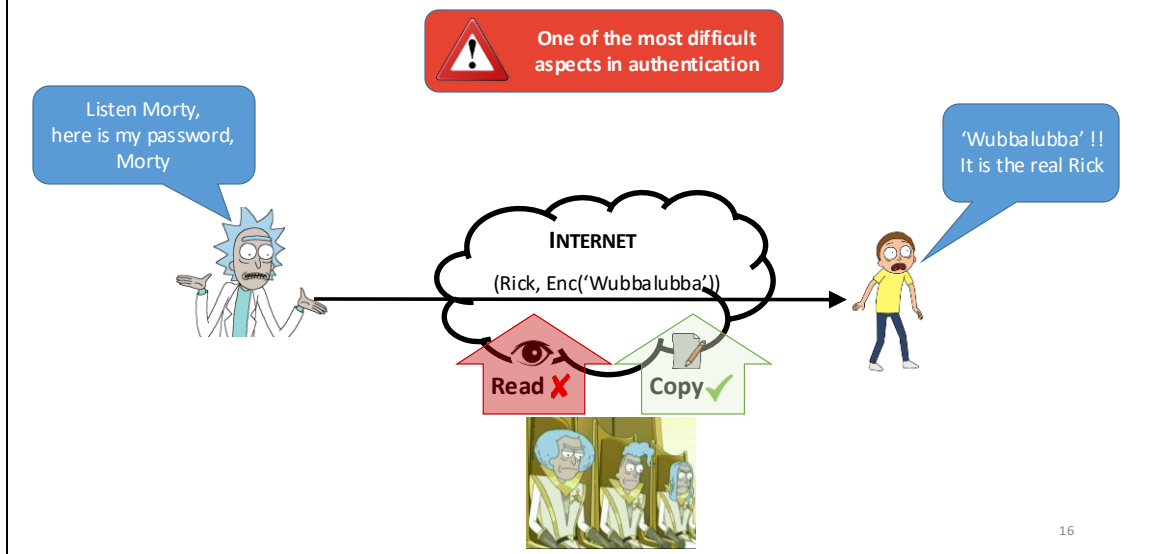 One of the most difficult
aspects in authentication
Listen Morty,
here is my password,
Morty
‘Wubbalubba’ !!
It is the real Rick
INTERNET
(Rick, Enc(‘Wubbalubba’))
Read ✘
Copy ✓
16